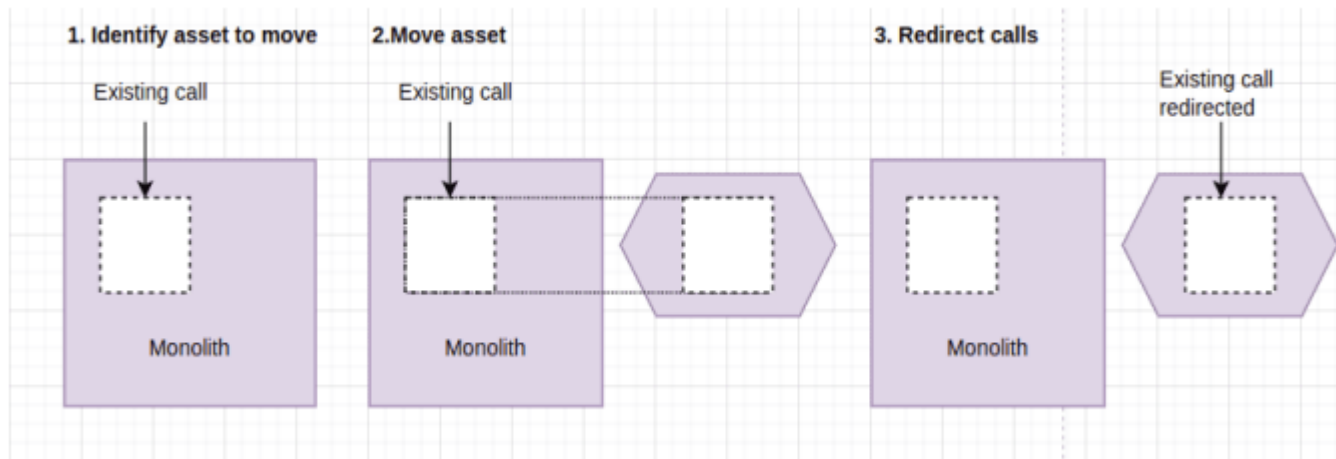 1. Identify asset to move
2.Move asset
3. Redirect calls
Existing call
Existing call
Existing call
redirected
Monolith
Monolith
Monolith